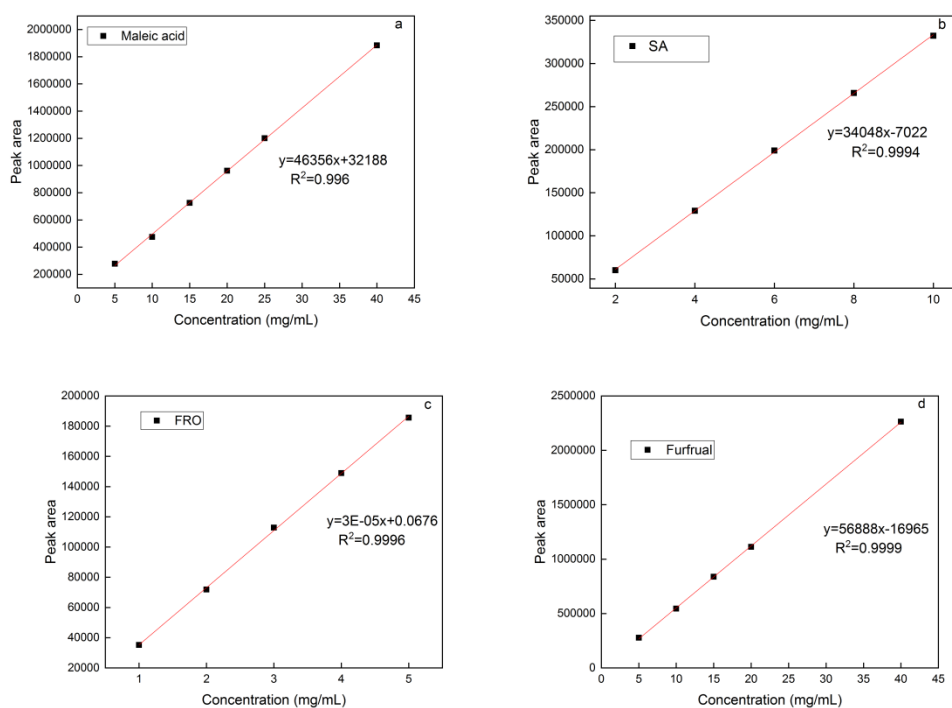 a
Maleic acid
y=46356x+32188
R²=0.996
Peak area
2000000
1800000
1600000
1400000
1200000
1000000
800000
600000
400000
200000
0 5 10 15 20 25 30 35 40 45
Concentration (mg/mL)
b
SA
y=34048x-7022
R²=0.9994
Peak area
350000
300000
250000
200000
150000
100000
50000
2 4 6 8 10
Concentration (mg/mL)
c
FRO
y=3E-05x+0.0676
R²=0.9996
Peak area
200000
180000
160000
140000
120000
100000
80000
60000
40000
20000
1 2 3 4 5
Concentration (mg/mL)
d
Furfrual
y=56888x-16965
R²=0.9999
Peak area
2500000
2000000
1500000
1000000
500000
0
0 5 10 15 20 25 30 35 40 45
Concentration (mg/mL)